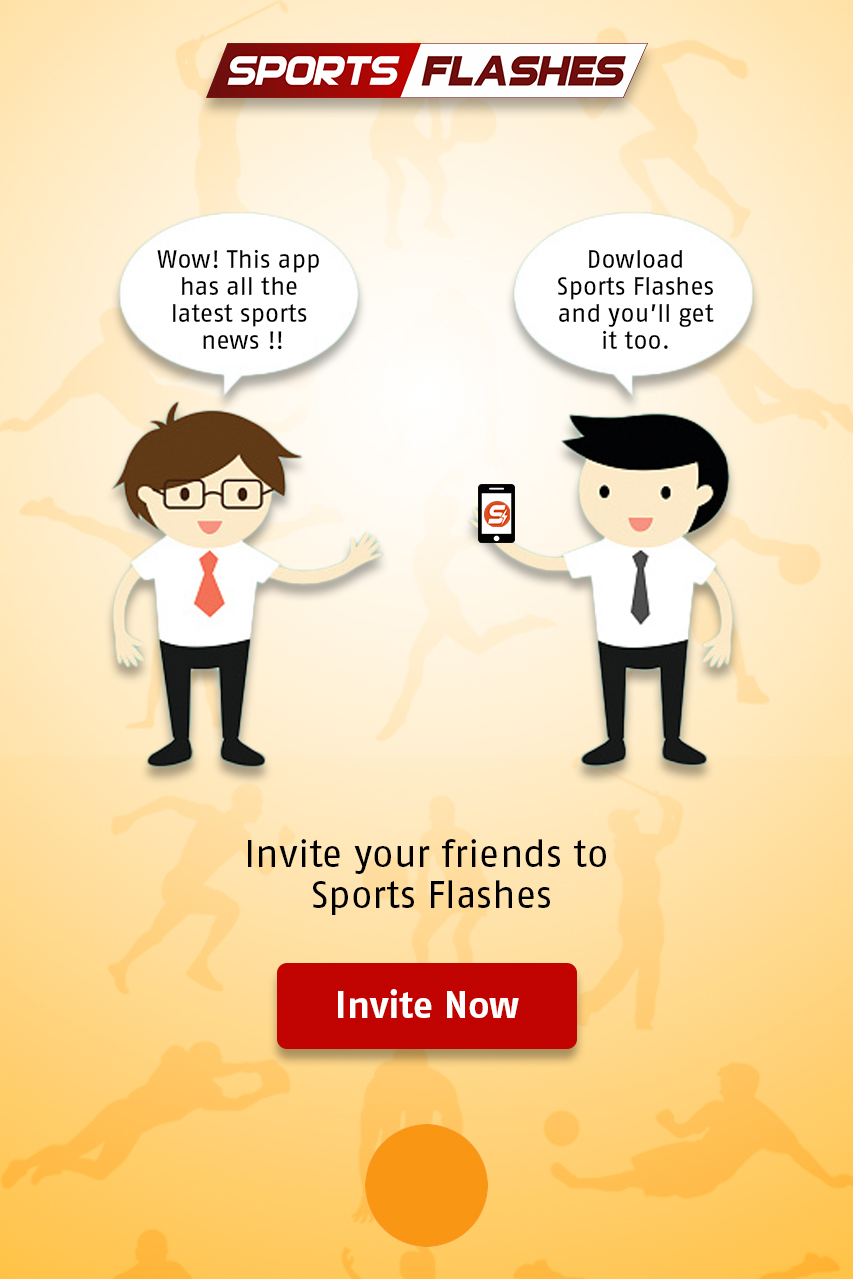 SPORTS FLASHES
Wow! This app
has all the
latest sports
news !!
Dowload
Sports Flashes
and you’ll get
it too.
S
Invite your friends to
Sports Flashes
Invite Now